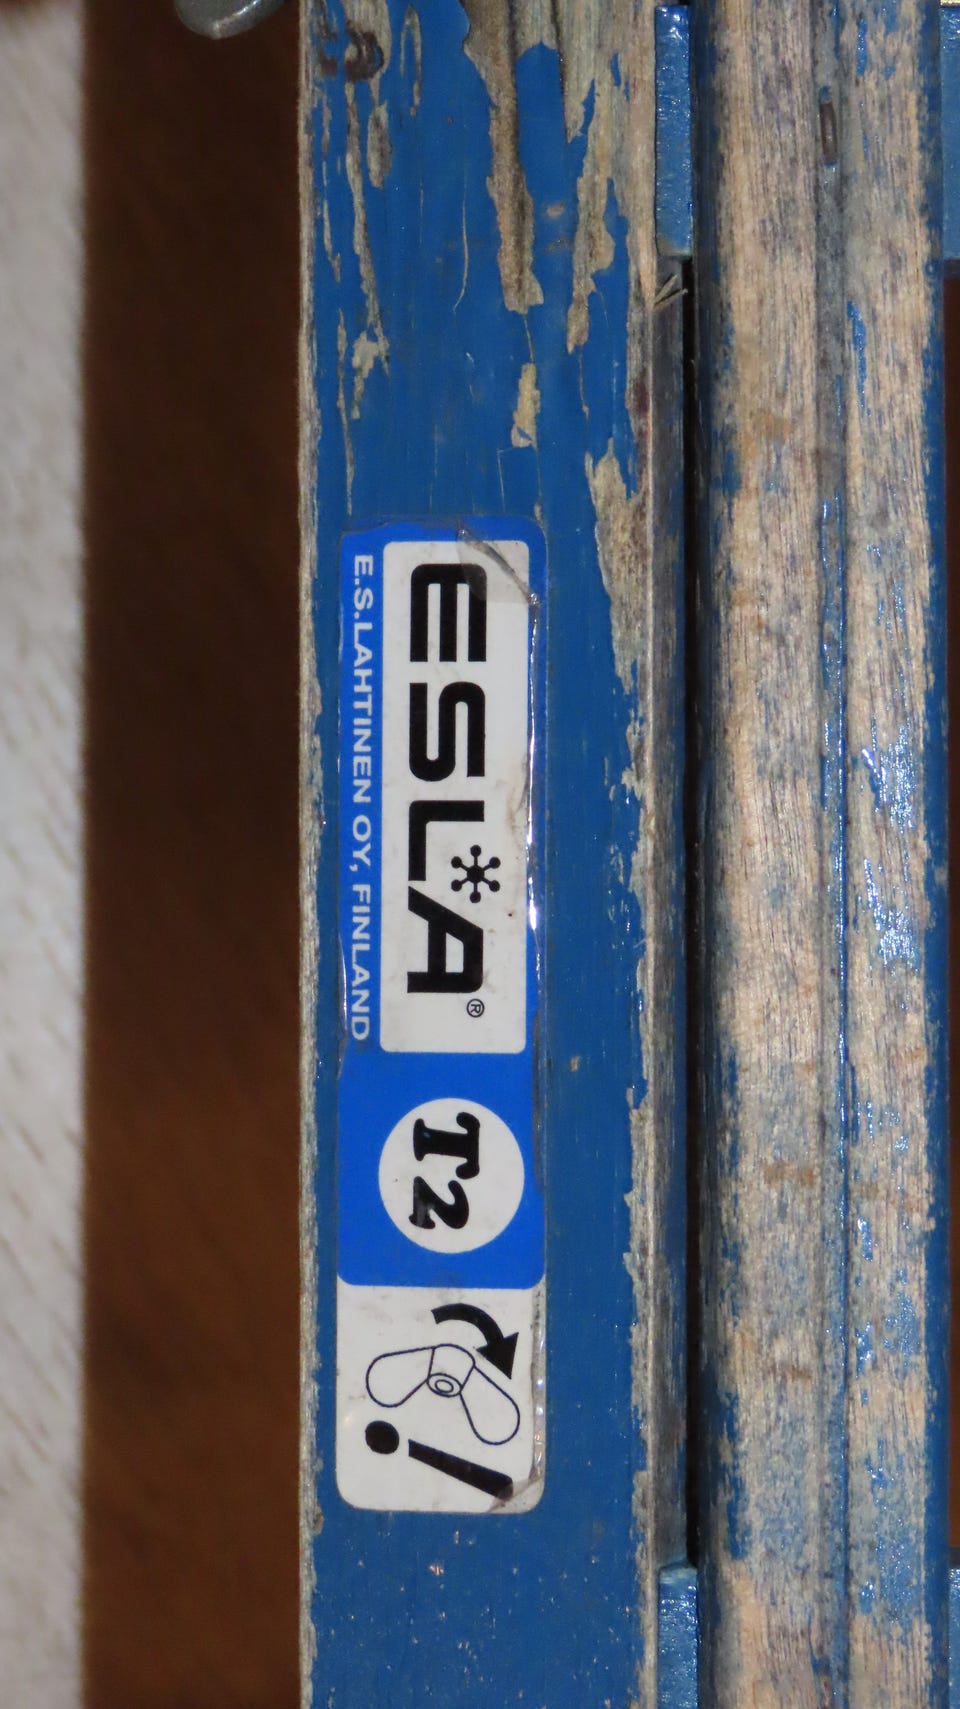 ESLA®
E.S.LAHTINEN OY, FINLAND
T2
!